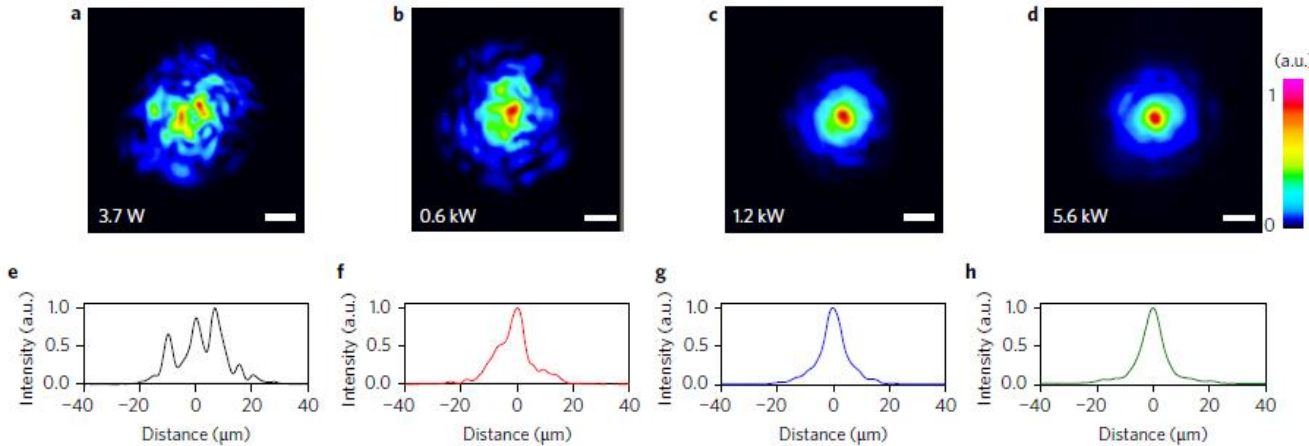 a
b
c
d
(a.u.)
1
0
3.7 W
0.6 kW
1.2 kW
5.6 kW
e
f
g
h
Intensity (a.u.)
1.0
0.5
0.0
−40 −20 0 20 40
Distance (μm)
Intensity (a.u.)
1.0
0.5
0.0
−40 −20 0 20 40
Distance (μm)
Intensity (a.u.)
1.0
0.5
0.0
−40 −20 0 20 40
Distance (μm)
Intensity (a.u.)
1.0
0.5
0.0
−40 −20 0 20 40
Distance (μm)